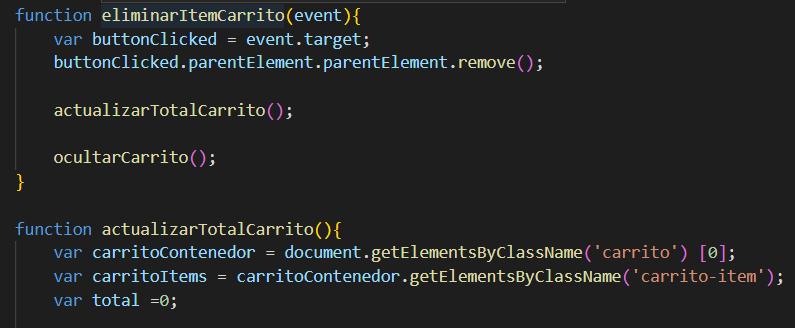 function eliminarItemCarrito(event){
var buttonClicked = event.target;
buttonClicked.parentElement.parentElement.remove();
actualizarTotalCarrito();
ocultarCarrito();
}
function actualizarTotalCarrito(){
var carritoContenedor = document.getElementsByClassName('carrito') [0];
var carritoItems = carritoContenedor.getElementsByClassName('carrito-item');
var total =0;